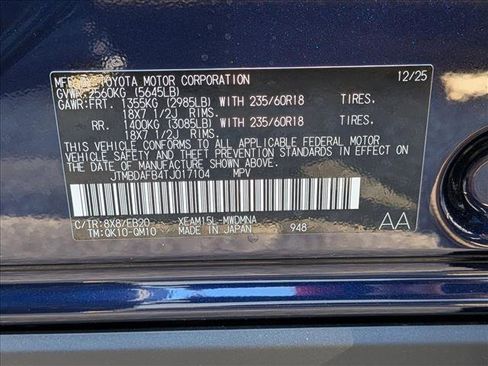 MFD BY TOYOTA MOTOR CORPORATION 12/25
GVWR 2560KG (5645LB)
GAWR:FRT. 1355KG (2985LB) WITH 235/60R18 TIRES.
18X7 1/2J RIMS.
RR. 1400KG (3085LB) WITH 235/60R18 TIRES.
18X7 1/2J RIMS.
THIS VEHICLE CONFORMS TO ALL APPLICABLE FEDERAL MOTOR
VEHICLE SAFETY AND BUMPER STANDARDS IN EFFECT ON
THE DATE OF MANUFACTURE SHOWN ABOVE.
JTMBDAFB4TJ017104 MPV
C/TR:8X8/EB20 XEAM15L-MWDMNA
TM:QK10-QM10 MADE IN JAPAN 948
AA